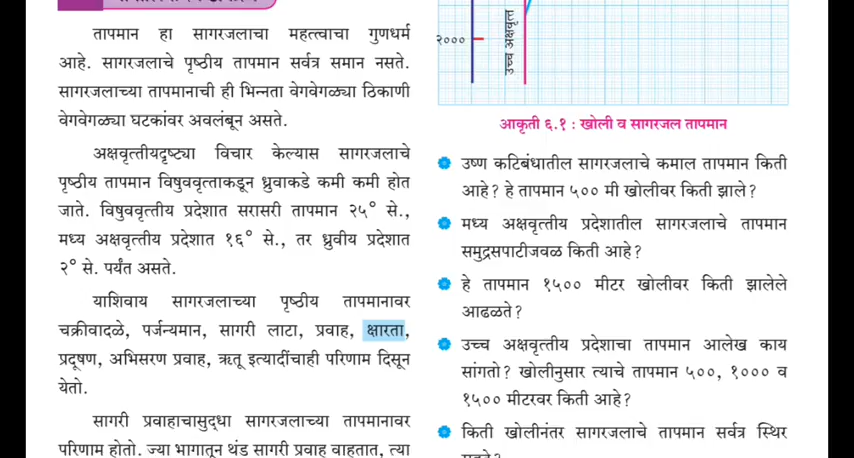 तापमान हा सागरजलाचा महत्त्वाचा गुणधर्म
आहे. सागरजलाचे पृष्ठीय तापमान सर्वत्र समान नसते.
सागरजलाच्या तापमानाची ही भिन्नता वेगवेगळ्या ठिकाणी
वेगवेगळ्या घटकांवर अवलंबून असते.
अक्षवृत्तीयदृष्ट्या विचार केल्यास सागरजलाचे
पृष्ठीय तापमान विषुववृत्ताकडून ध्रुवाकडे कमी कमी होत
जाते. विषुववृत्तीय प्रदेशात सरासरी तापमान २५° से.,
मध्य अक्षवृत्तीय प्रदेशात १६° से., तर ध्रुवीय प्रदेशात
२° से. पर्यंत असते.
याशिवाय सागरजलाच्या पृष्ठीय तापमानावर
चक्रीवादळे, पर्जन्यमान, सागरी लाटा, प्रवाह, क्षारता,
प्रदूषण, अभिसरण प्रवाह, ऋतू इत्यादींचाही परिणाम दिसून
येतो.
सागरी प्रवाहाचासुद्धा सागरजलाच्या तापमानावर
परिणाम होतो. ज्या भागातून थंड सागरी प्रवाह वाहतात, त्या
२०००
उच्च अक्षवृत्त
आकृती ६.१ : खोली व सागरजल तापमान
उष्ण कटिबंधातील सागरजलाचे कमाल तापमान किती
आहे? हे तापमान ५०० मी खोलीवर किती झाले?
मध्य अक्षवृत्तीय प्रदेशातील सागरजलाचे तापमान
समुद्रसपाटीजवळ किती आहे?
हे तापमान १५०० मीटर खोलीवर किती झालेले
आढळते?
उच्च अक्षवृत्तीय प्रदेशाचा तापमान आलेख काय
सांगतो? खोलीनुसार त्याचे तापमान ५००, १००० व
१५०० मीटरवर किती आहे?
किती खोलीनंतर सागरजलाचे तापमान सर्वत्र स्थिर